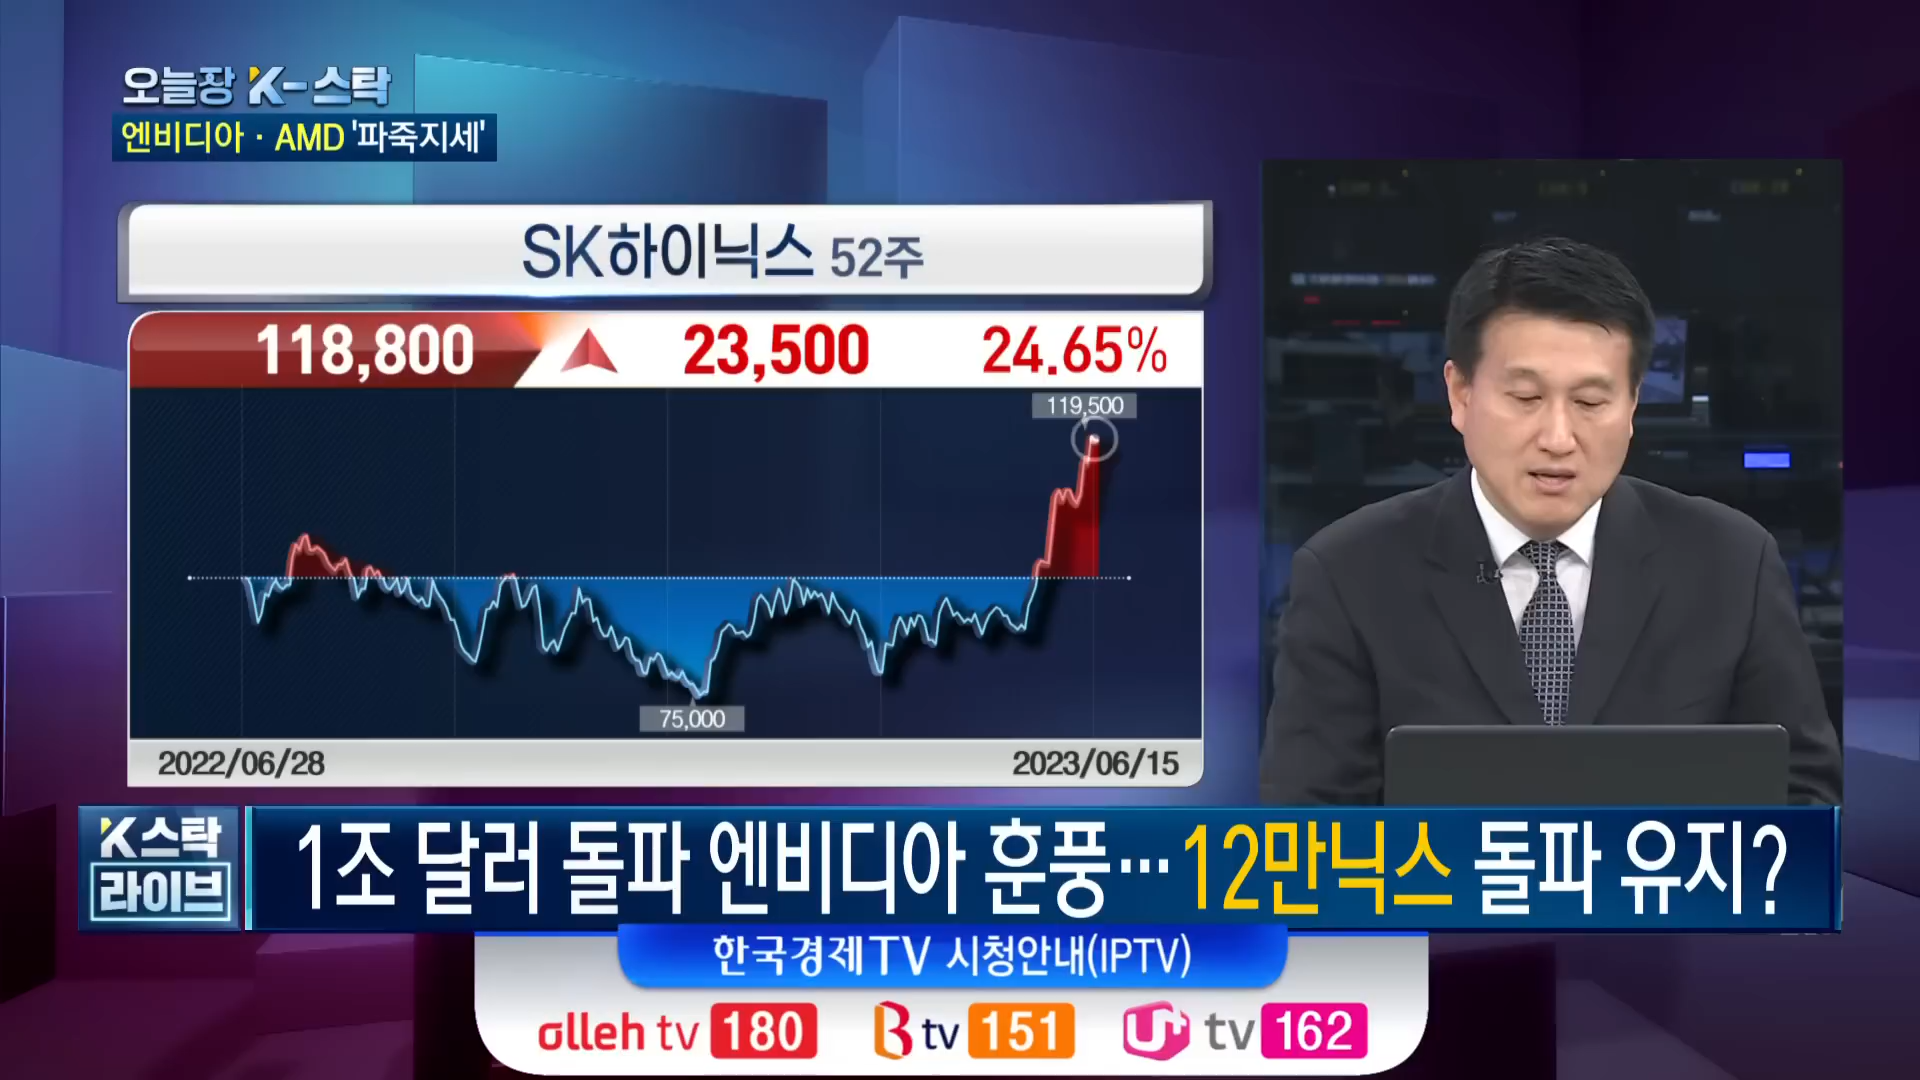 오늘장 K-스탁
엔비디아 · AMD '파죽지세'
SK하이닉스 52주
118,800 ▲ 23,500 24.65%
119,500
75,000
2022/06/28 2023/06/15
K스탁 라이브
1조 달러 돌파 엔비디아 훈풍…12만닉스 돌파 유지?
한국경제TV 시청안내(IPTV)
olleh tv 180 B tv 151 U+ tv 162